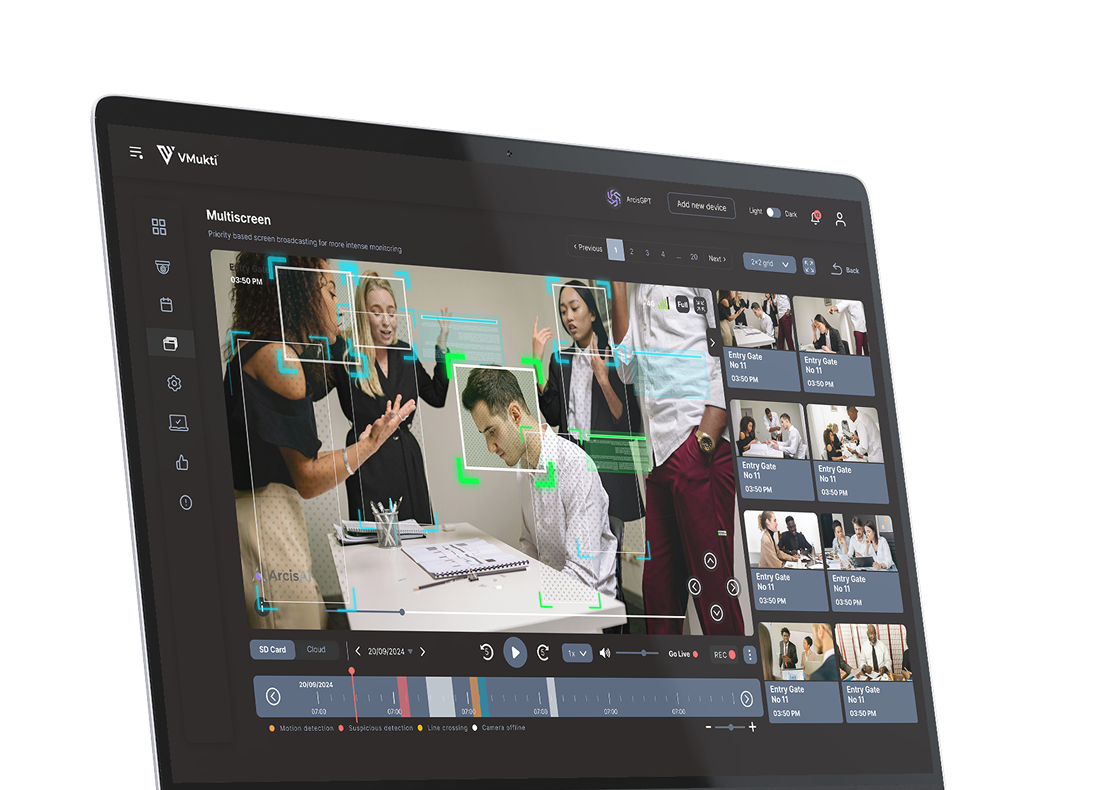 VMukti
ArcisGPT
Add new device
Light
Dark
Multiscreen
Priority based screen broadcasting for more intense monitoring
Previous
1
2
3
4
...
20
Next
2×2 grid
Back
03:50 PM
4G
Full
Arcis
Entry Gate
No 11
03:50 PM
Entry Gate
No 11
03:50 PM
Entry Gate
No 11
03:50 PM
Entry Gate
No 11
03:50 PM
Entry Gate
No 11
03:50 PM
Entry Gate
No 11
03:50 PM
Entry Gate
No 11
03:50 PM
Entry Gate
No 11
03:50 PM
SD Card
Cloud
20/09/2024
5
5
1x
Go Live
REC
20/09/2024
07:00
07:00
07:00
07:00
07:00
07:00
Motion detection
Suspicious detection
Line crossing
Camera offline